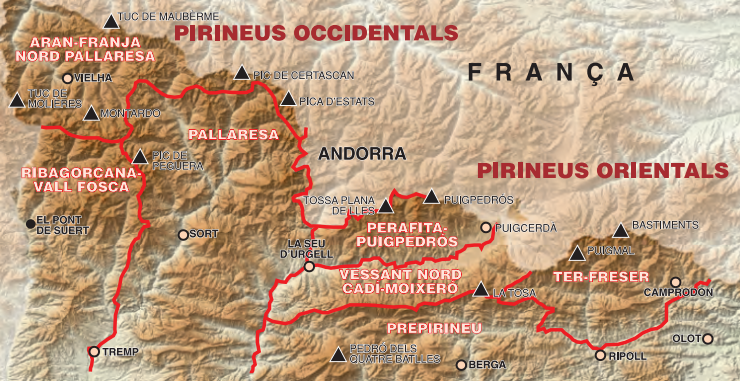 TUC DE MAUBERME
PIRINEUS OCCIDENTALS
ARAN-FRANJA
NORD PALLARESA
FRANÇA
VIELHA
PIC DE CERTASCAN
TUC DE
MOLIERES
MONTARDO
PICA D'ESTATS
PALLARESA
ANDORRA
PIC DE
PEGUERA
PIRINEUS ORIENTALS
RIBAGORCANA-
VALL FOSCA
TOSSA PLANA
DE LLES
PUIGPEDRÓS
EL PONT
DE SUERT
SORT
PERAFITA-
PUIGPEDRÓS
PUIGCERDÀ
BASTIMENTS
LA SEU
D'URGELL
PUIGMAL
VESSANT NORD
CADÍ-MOIXERÓ
TER-FRESER
LA TOSA
CAMPRODON
PREPIRINEU
TREMP
PEDRÓ DELS
QUATRE BATLLES
BERGA
RIPOLL
OLOT